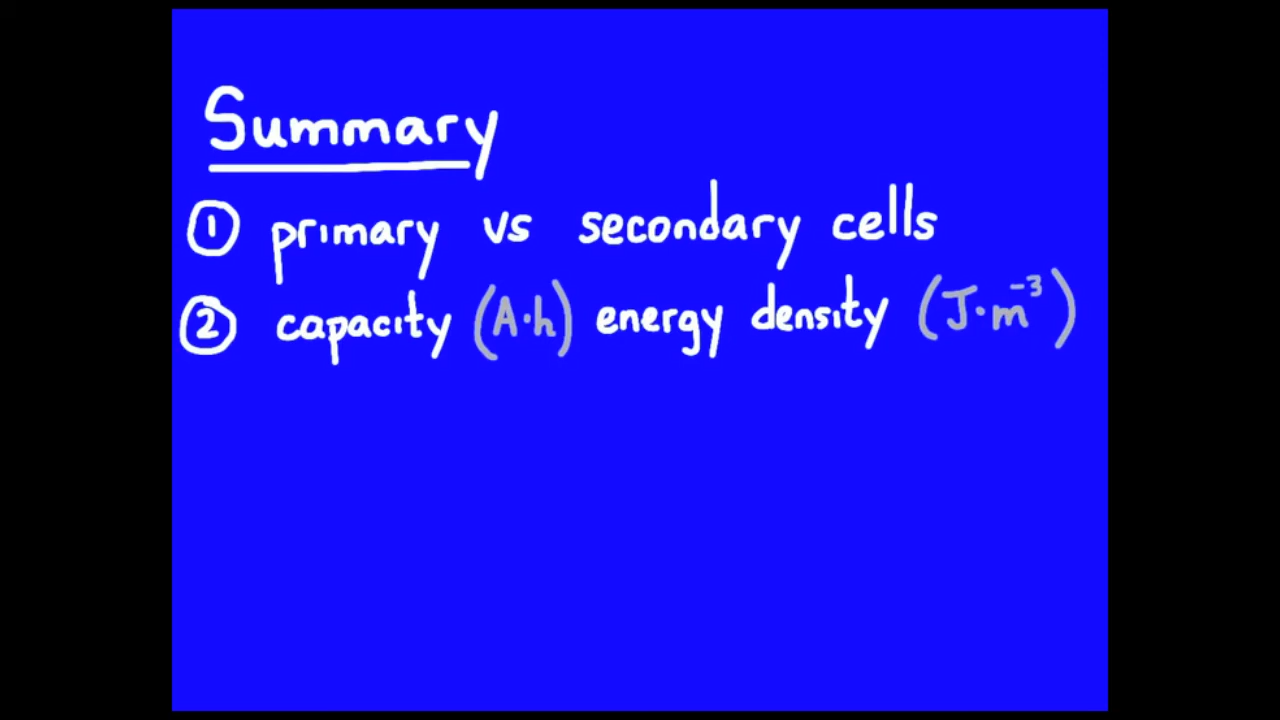 Summary
① primary vs secondary cells
② capacity (A·h) energy density (J·m⁻³)